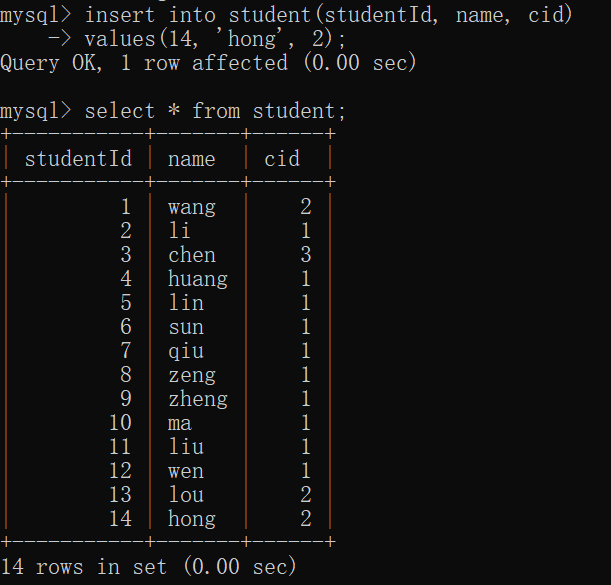 mysql> insert into student(studentId, name, cid)
    -> values(14, 'hong', 2);
Query OK, 1 row affected (0.00 sec)

mysql> select * from student;
+-----------+-------+------+
| studentId | name  | cid  |
+-----------+-------+------+
|         1 | wang  |    2 |
|         2 | li    |    1 |
|         3 | chen  |    3 |
|         4 | huang |    1 |
|         5 | lin   |    1 |
|         6 | sun   |    1 |
|         7 | qiu   |    1 |
|         8 | zeng  |    1 |
|         9 | zheng |    1 |
|        10 | ma    |    1 |
|        11 | liu   |    1 |
|        12 | wen   |    1 |
|        13 | lou   |    2 |
|        14 | hong  |    2 |
+-----------+-------+------+
14 rows in set (0.00 sec)